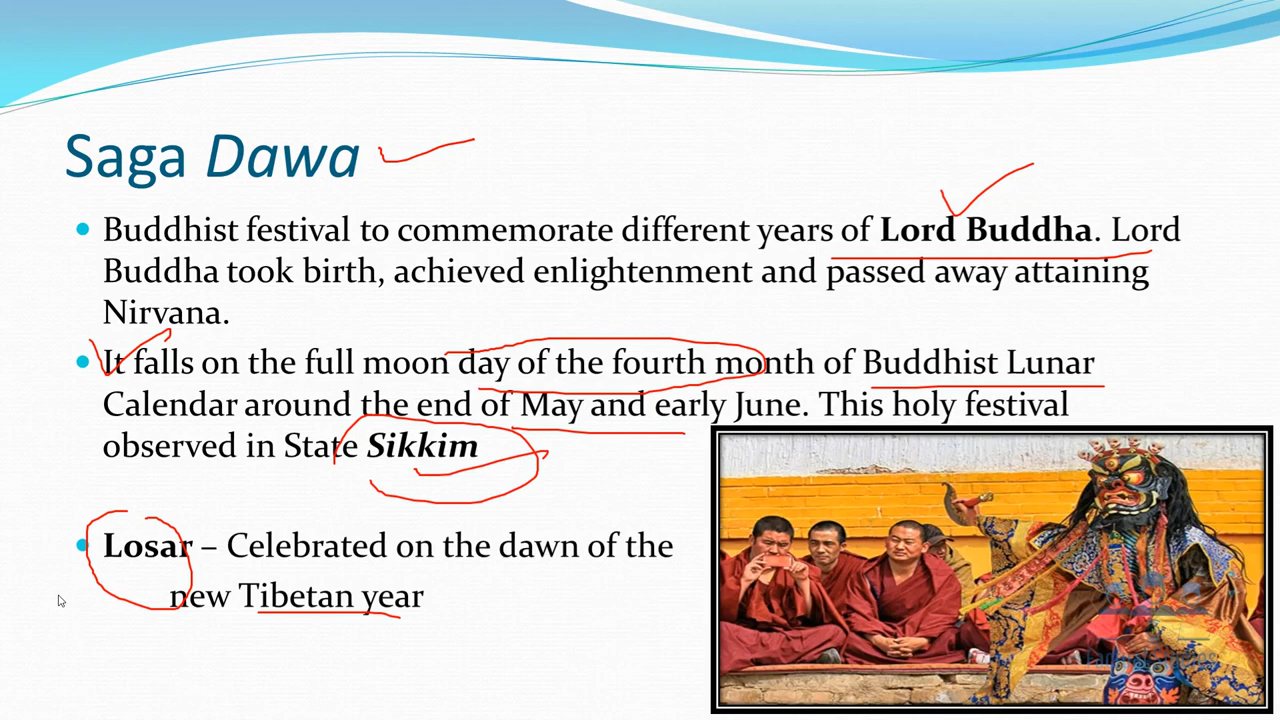 Saga Dawa
Buddhist festival to commemorate different years of Lord Buddha. Lord
Buddha took birth, achieved enlightenment and passed away attaining
Nirvana.
It falls on the full moon day of the fourth month of Buddhist Lunar
Calendar around the end of May and early June. This holy festival
observed in State Sikkim
Losar – Celebrated on the dawn of the
new Tibetan year